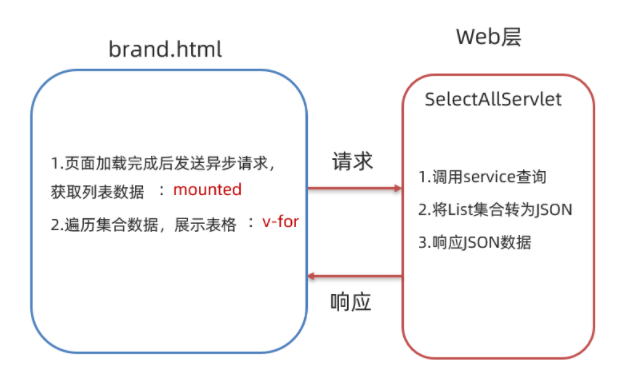 brand.html
1.页面加载完成后发送异步请求，
获取列表数据 ：mounted
2.遍历集合数据，展示表格 ：v-for
请求
响应
Web层
SelectAllServlet
1.调用service查询
2.将List集合转为JSON
3.响应JSON数据